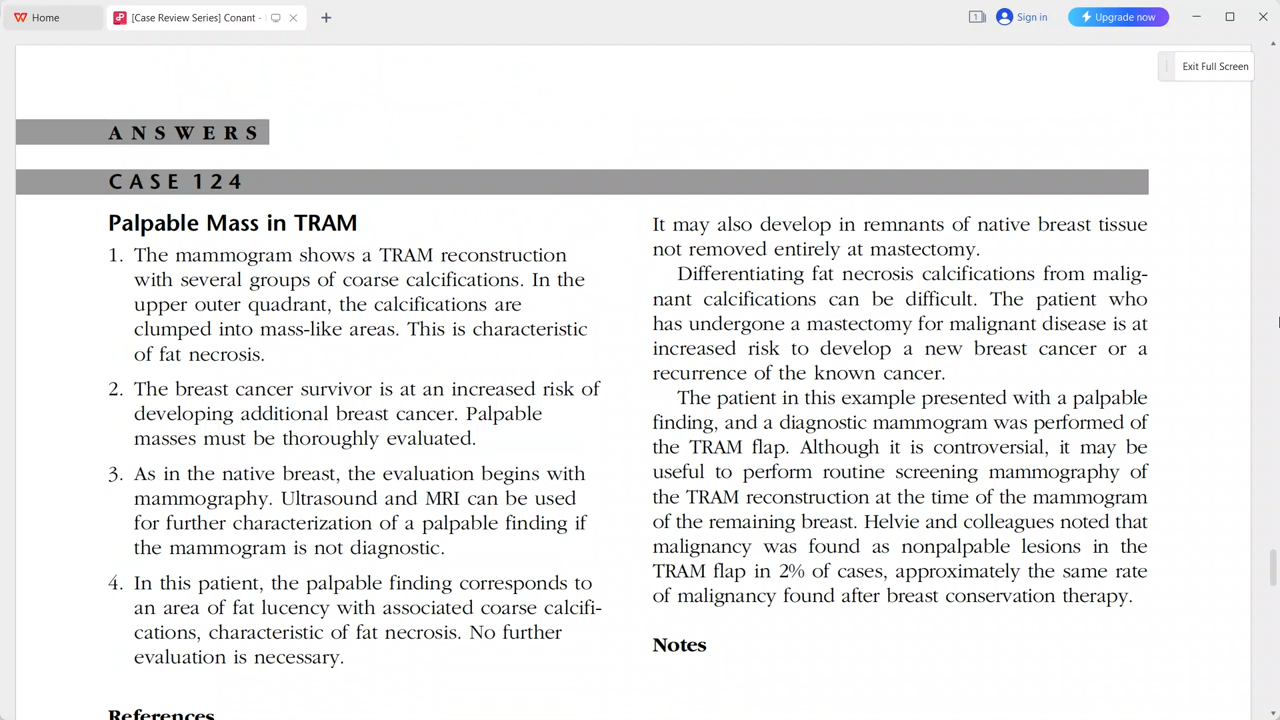 Home
[Case Review Series] Conant -
1
Sign in
Upgrade now
Exit Full Screen
ANSWERS
CASE 124
Palpable Mass in TRAM
1. The mammogram shows a TRAM reconstruction
with several groups of coarse calcifications. In the
upper outer quadrant, the calcifications are
clumped into mass-like areas. This is characteristic
of fat necrosis.
2. The breast cancer survivor is at an increased risk of
developing additional breast cancer. Palpable
masses must be thoroughly evaluated.
3. As in the native breast, the evaluation begins with
mammography. Ultrasound and MRI can be used
for further characterization of a palpable finding if
the mammogram is not diagnostic.
4. In this patient, the palpable finding corresponds to
an area of fat lucency with associated coarse calcifi-
cations, characteristic of fat necrosis. No further
evaluation is necessary.
References
It may also develop in remnants of native breast tissue
not removed entirely at mastectomy.
Differentiating fat necrosis calcifications from malig-
nant calcifications can be difficult. The patient who
has undergone a mastectomy for malignant disease is at
increased risk to develop a new breast cancer or a
recurrence of the known cancer.
The patient in this example presented with a palpable
finding, and a diagnostic mammogram was performed of
the TRAM flap. Although it is controversial, it may be
useful to perform routine screening mammography of
the TRAM reconstruction at the time of the mammogram
of the remaining breast. Helvie and colleagues noted that
malignancy was found as nonpalpable lesions in the
TRAM flap in 2% of cases, approximately the same rate
of malignancy found after breast conservation therapy.
Notes